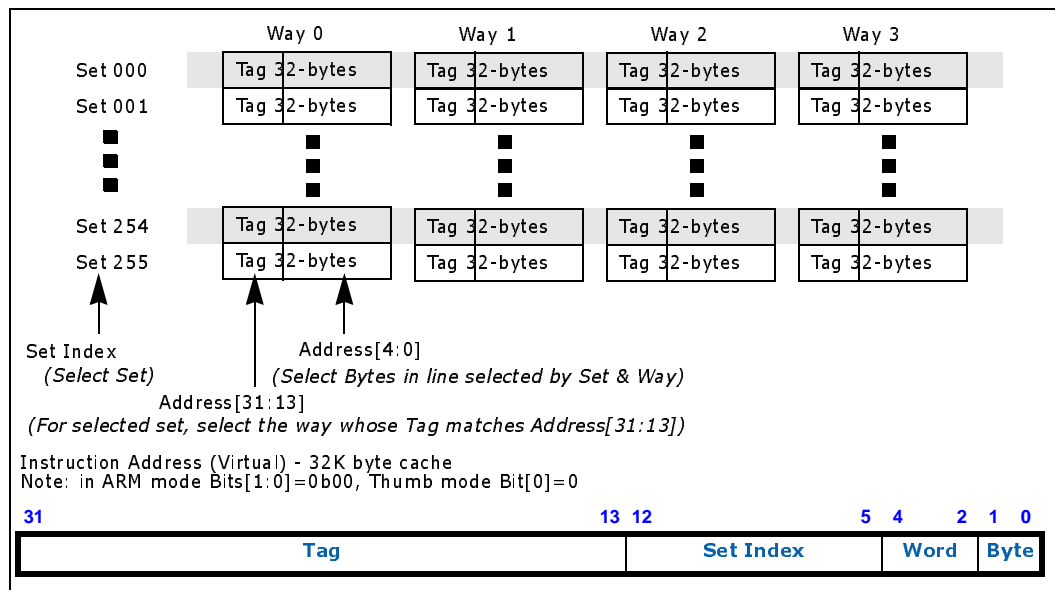 Way 0 Way 1 Way 2 Way 3
Set 000 Tag 32-bytes Tag 32-bytes Tag 32-bytes Tag 32-bytes
Set 001 Tag 32-bytes Tag 32-bytes Tag 32-bytes Tag 32-bytes
Set 254 Tag 32-bytes Tag 32-bytes Tag 32-bytes Tag 32-bytes
Set 255 Tag 32-bytes Tag 32-bytes Tag 32-bytes Tag 32-bytes
Set Index Address[4:0]
(Select Set) (Select Bytes in line selected by Set & Way)
Address[31:13]
(For selected set, select the way whose Tag matches Address[31:13])
Instruction Address (Virtual) - 32K byte cache
Note: in ARM mode Bits[1:0]=0b00, Thumb mode Bit[0]=0
31 13 12 5 4 2 1 0
Tag Set Index Word Byte